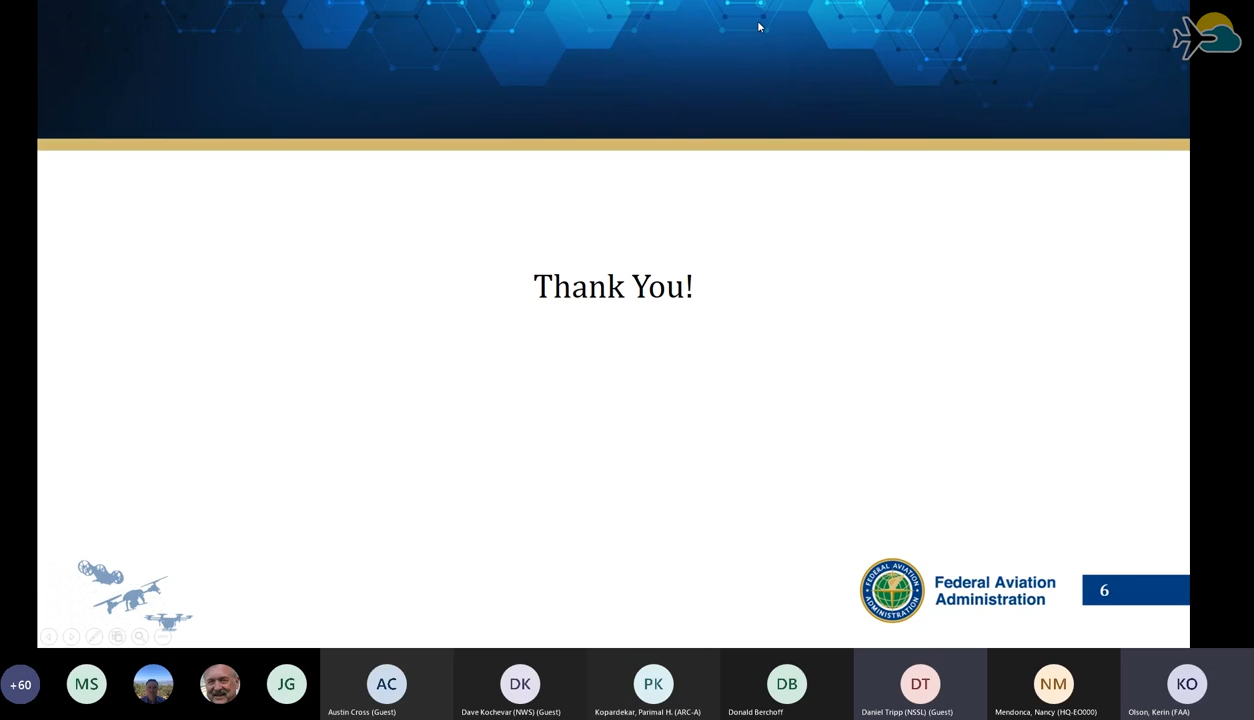 Thank You!
FEDERAL AVIATION
ADMINISTRATION
Federal Aviation
Administration
6
+60
MS
JG
AC
DK
PK
DB
DT
NM
KO
Austin Cross (Guest)
Dave Kochevar (NWS) (Guest)
Kopardekar, Parimal H. (ARC-A)
Donald Berchoff
Daniel Tripp (NSSL) (Guest)
Mendonca, Nancy (HQ-EO000)
Olson, Kerin (FAA)